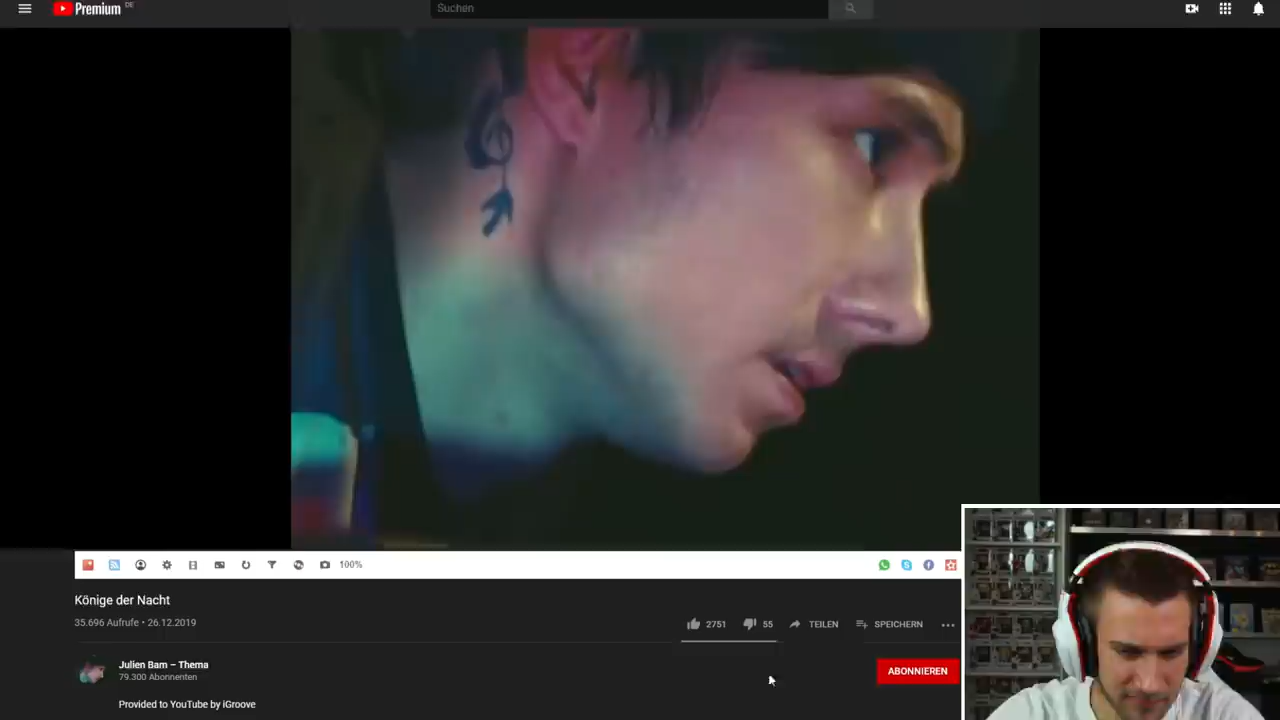 Premium DE
Suchen
100%
Könige der Nacht
35.696 Aufrufe • 26.12.2019
2751
55
TEILEN
SPEICHERN
Julien Bam – Thema
79.300 Abonnenten
ABONNIEREN
Provided to YouTube by iGroove